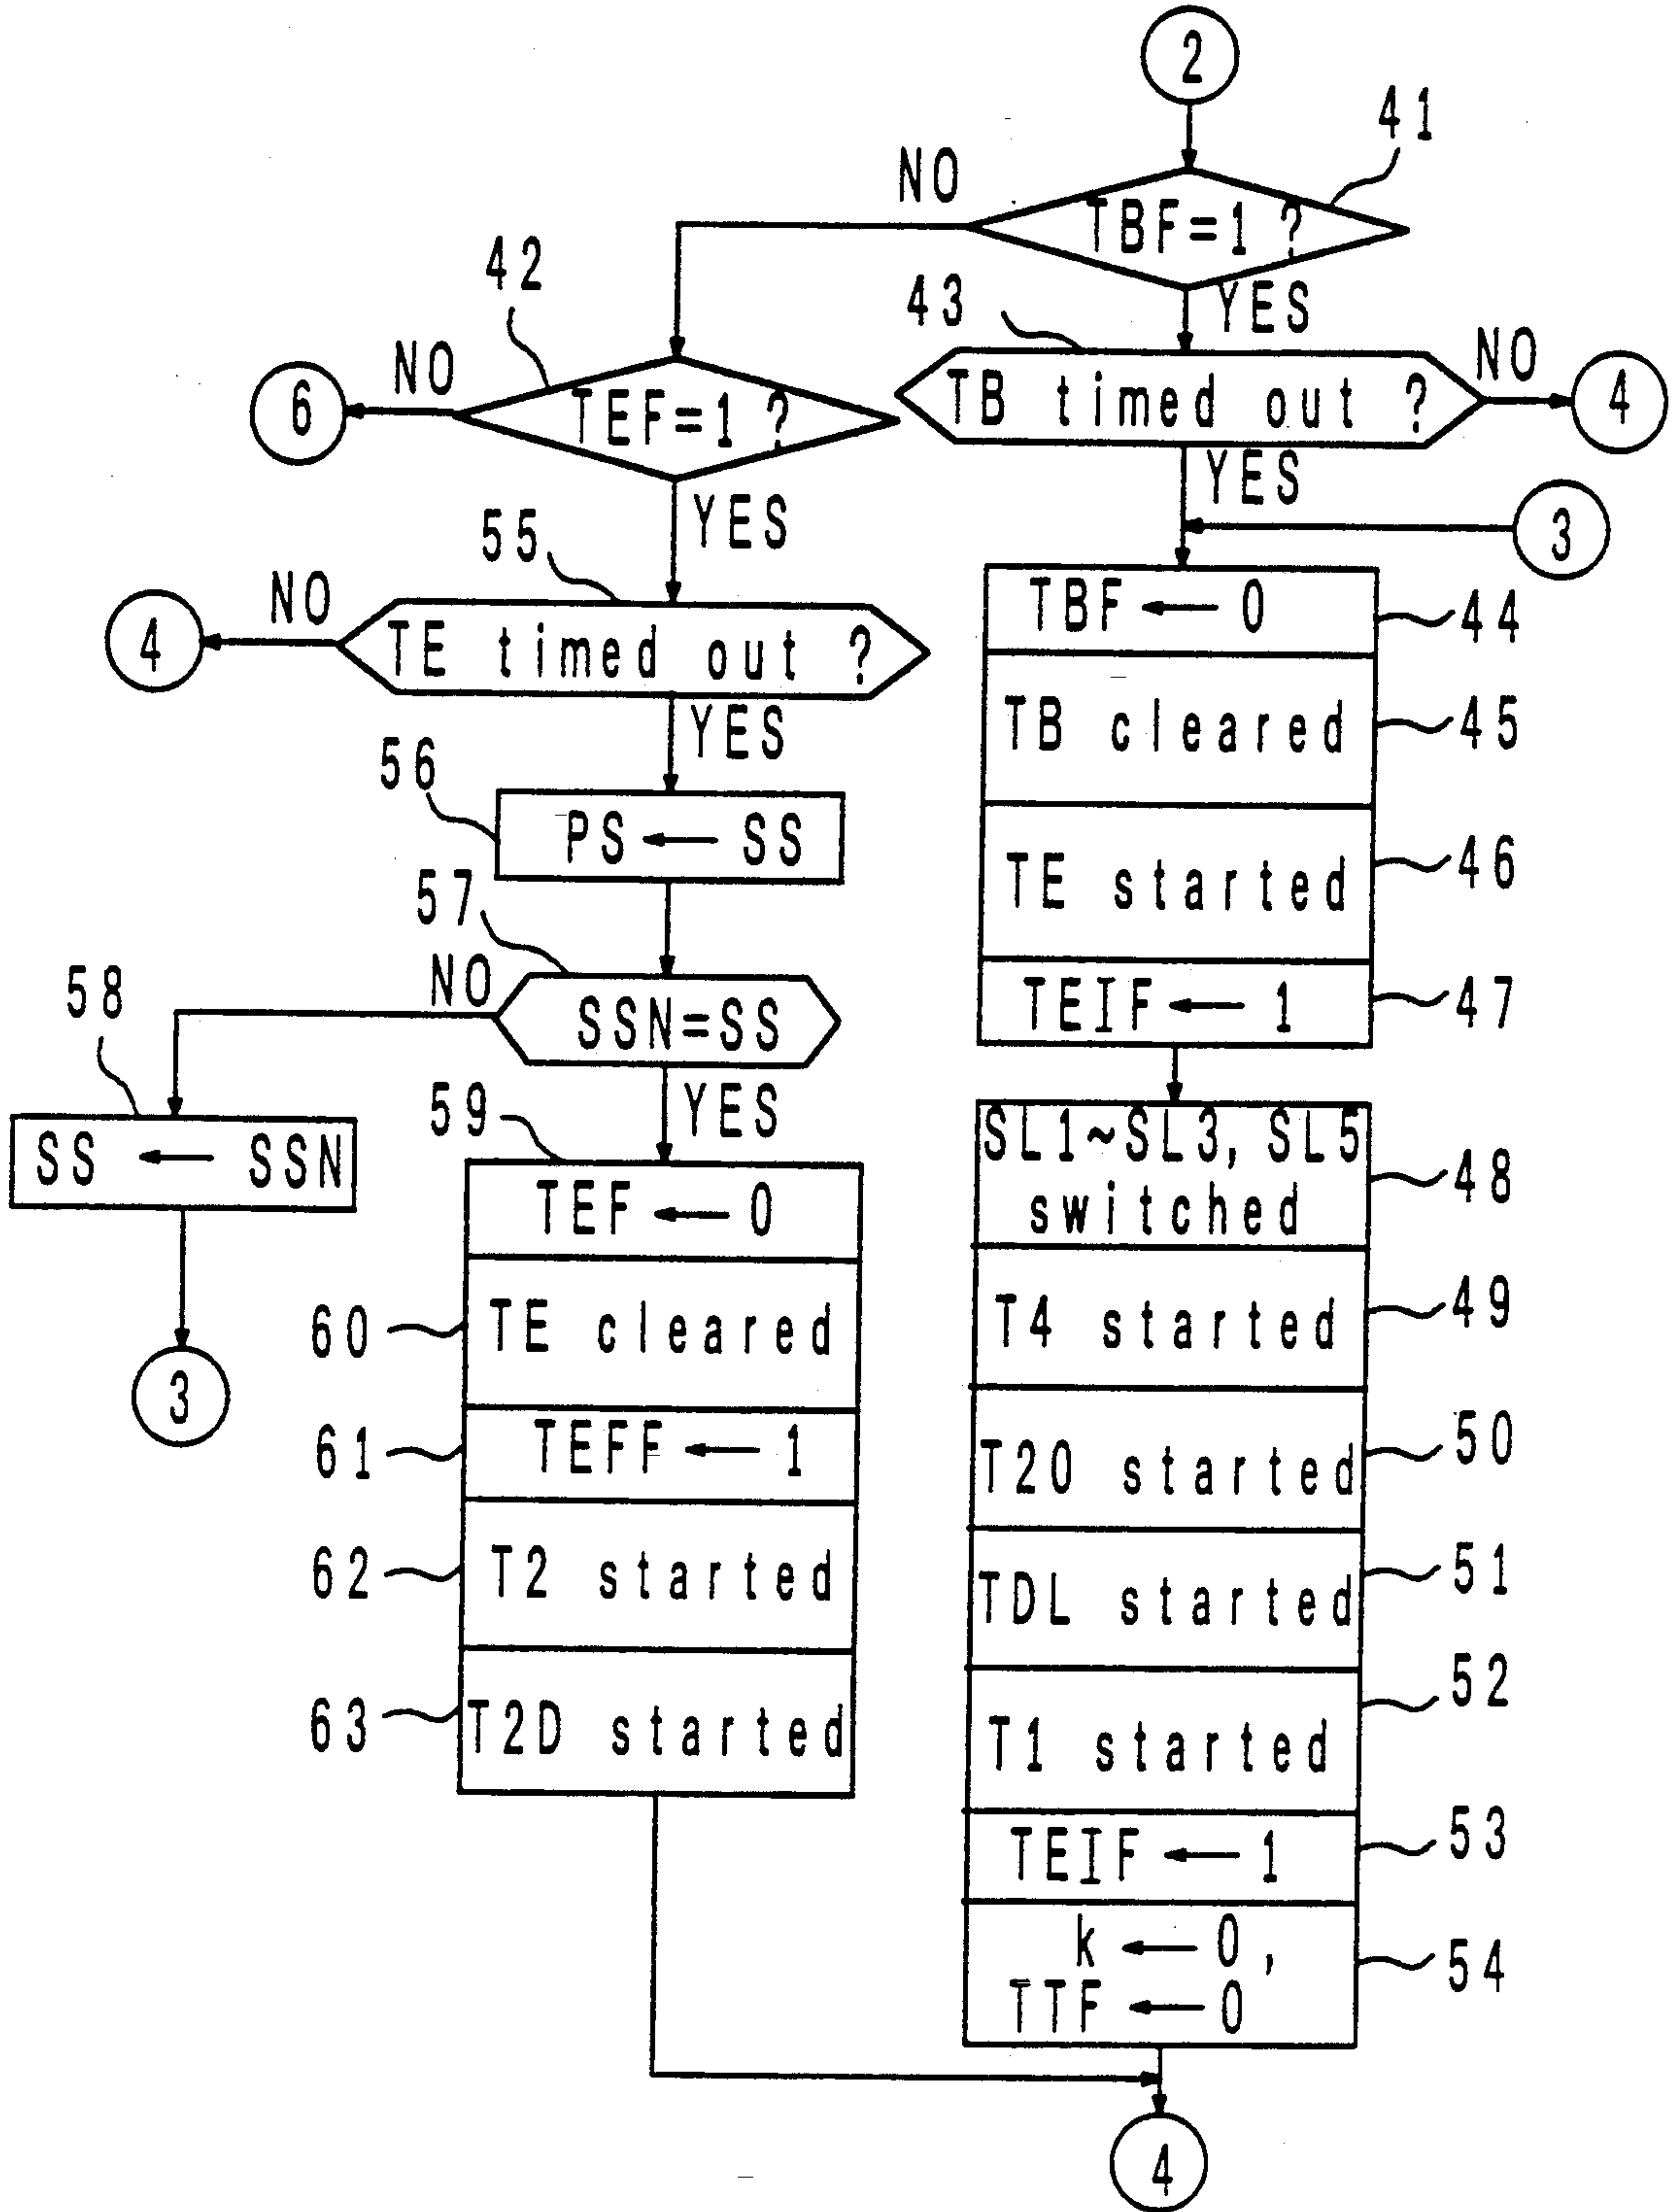 2
41
NO
TBF=1 ?
42
43
YES
NO
6
TEF=1 ?
TB timed out ?
NO
4
YES
YES
3
55
NO
4
TE timed out ?
TBF ← 0
44
YES
TB cleared
45
56
PS ← SS
TE started
46
57
NO
SSN=SS
TEIF ← 1
47
58
YES
59
SS ← SSN
SL1~SL3, SL5
switched
48
TEF ← 0
3
60
TE cleared
T4 started
49
61
TEFF ← 1
T20 started
50
62
T2 started
TDL started
51
63
T2D started
T1 started
52
TEIF ← 1
53
k ← 0,
TTF ← 0
54
4